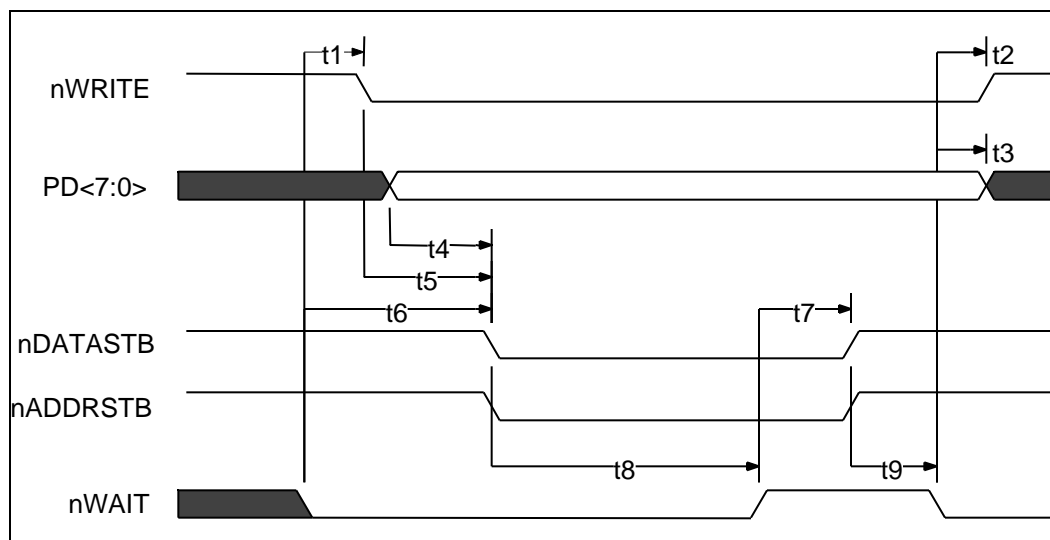 t1
t2
nWRITE
t3
PD<7:0>
t4
t5
t6
t7
nDATASTB
nADDRSTB
t8
t9
nWAIT